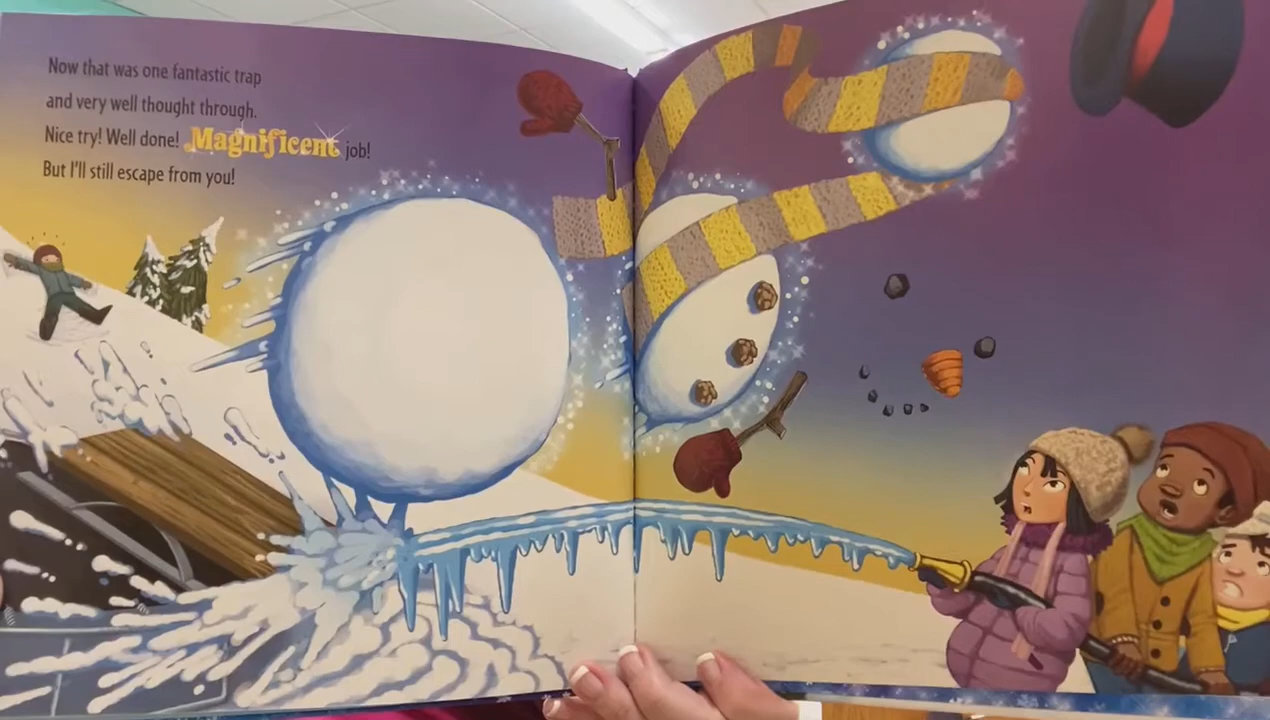 Now that was one fantastic trap
and very well thought through.
Nice try! Well done! Magnificent job!
But I'll still escape from you!